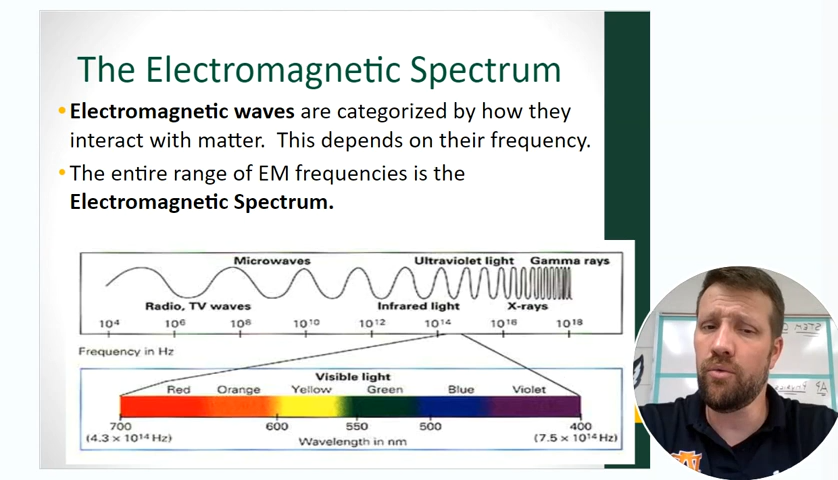 The Electromagnetic Spectrum
• Electromagnetic waves are categorized by how they
interact with matter. This depends on their frequency.
• The entire range of EM frequencies is the
Electromagnetic Spectrum.
Microwaves Ultraviolet light Gamma rays
Radio, TV waves Infrared light X-rays
10⁴ 10⁶ 10⁸ 10¹⁰ 10¹² 10¹⁴ 10¹⁶ 10¹⁸
Frequency in Hz
Visible light
Red Orange Yellow Green Blue Violet
700 600 550 500 400
(4.3 × 10¹⁴ Hz) Wavelength in nm (7.5 × 10¹⁴ Hz)